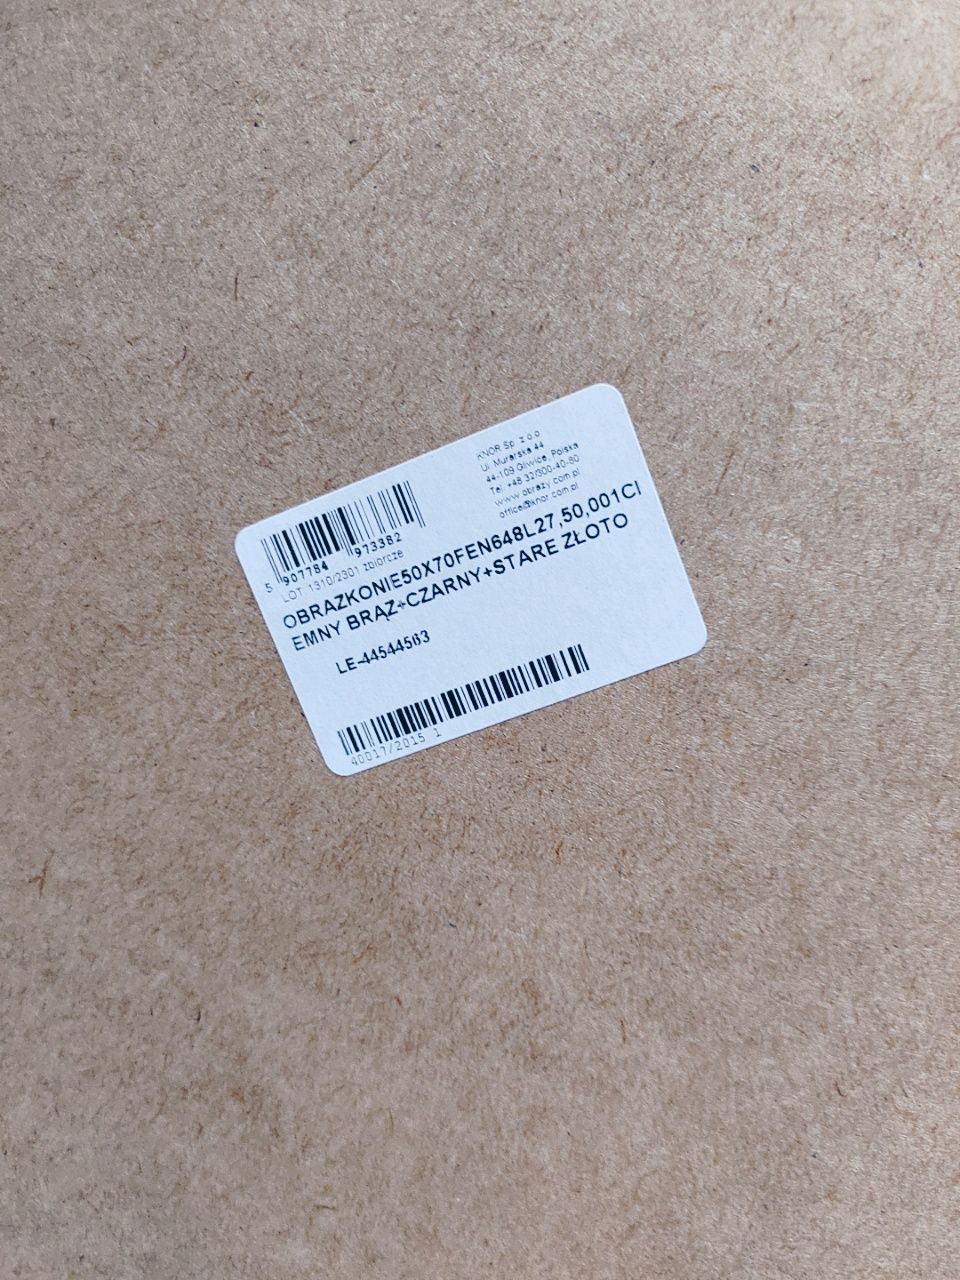 KNOR Sp. z o.o
Ul. Murarska 44
44-109 Gliwice, Polska
Tel. +48 32/300-40-80
www.obrazy.com.pl
office@knor.com.pl
5 907784 973382
LOT: 1310/2301 zbiorcze
OBRAZKONIE50X70FEN648L27,50,001CI
EMNY BRĄZ+CZARNY+STARE ZŁOTO
LE-44544563
40017/2015 1